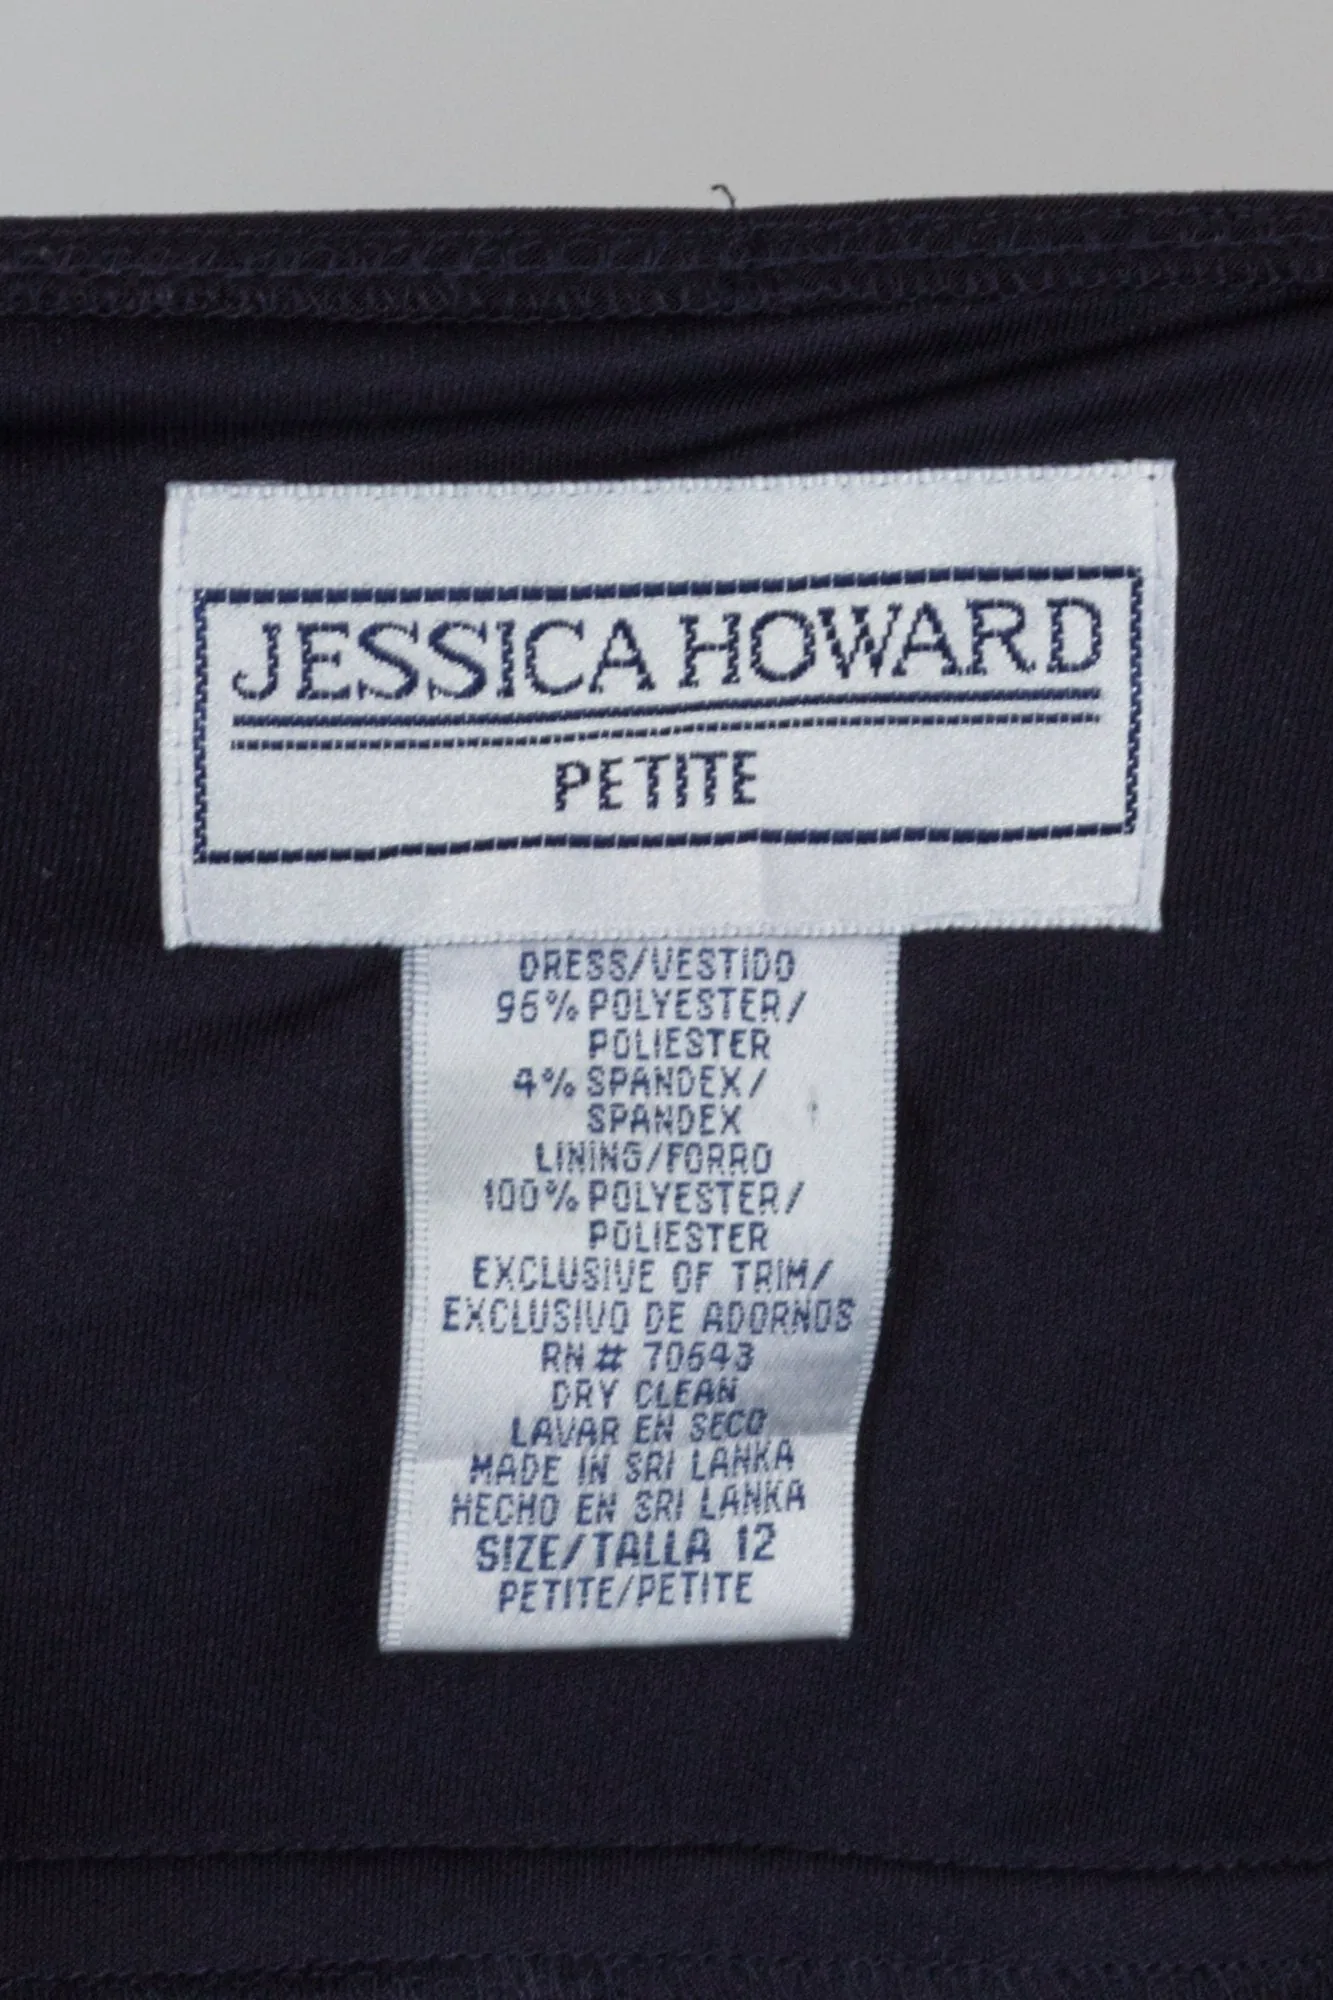 JESSICA HOWARD
PETITE
DRESS/VESTIDO
96% POLYESTER/
POLIESTER
4% SPANDEX/
SPANDEX
LINING/FORRO
100% POLYESTER/
POLIESTER
EXCLUSIVE OF TRIM/
EXCLUSIVO DE ADORNOS
RN # 70643
DRY CLEAN
LAVAR EN SECO
MADE IN SRI LANKA
HECHO EN SRI LANKA
SIZE/TALLA 12
PETITE/PETITE